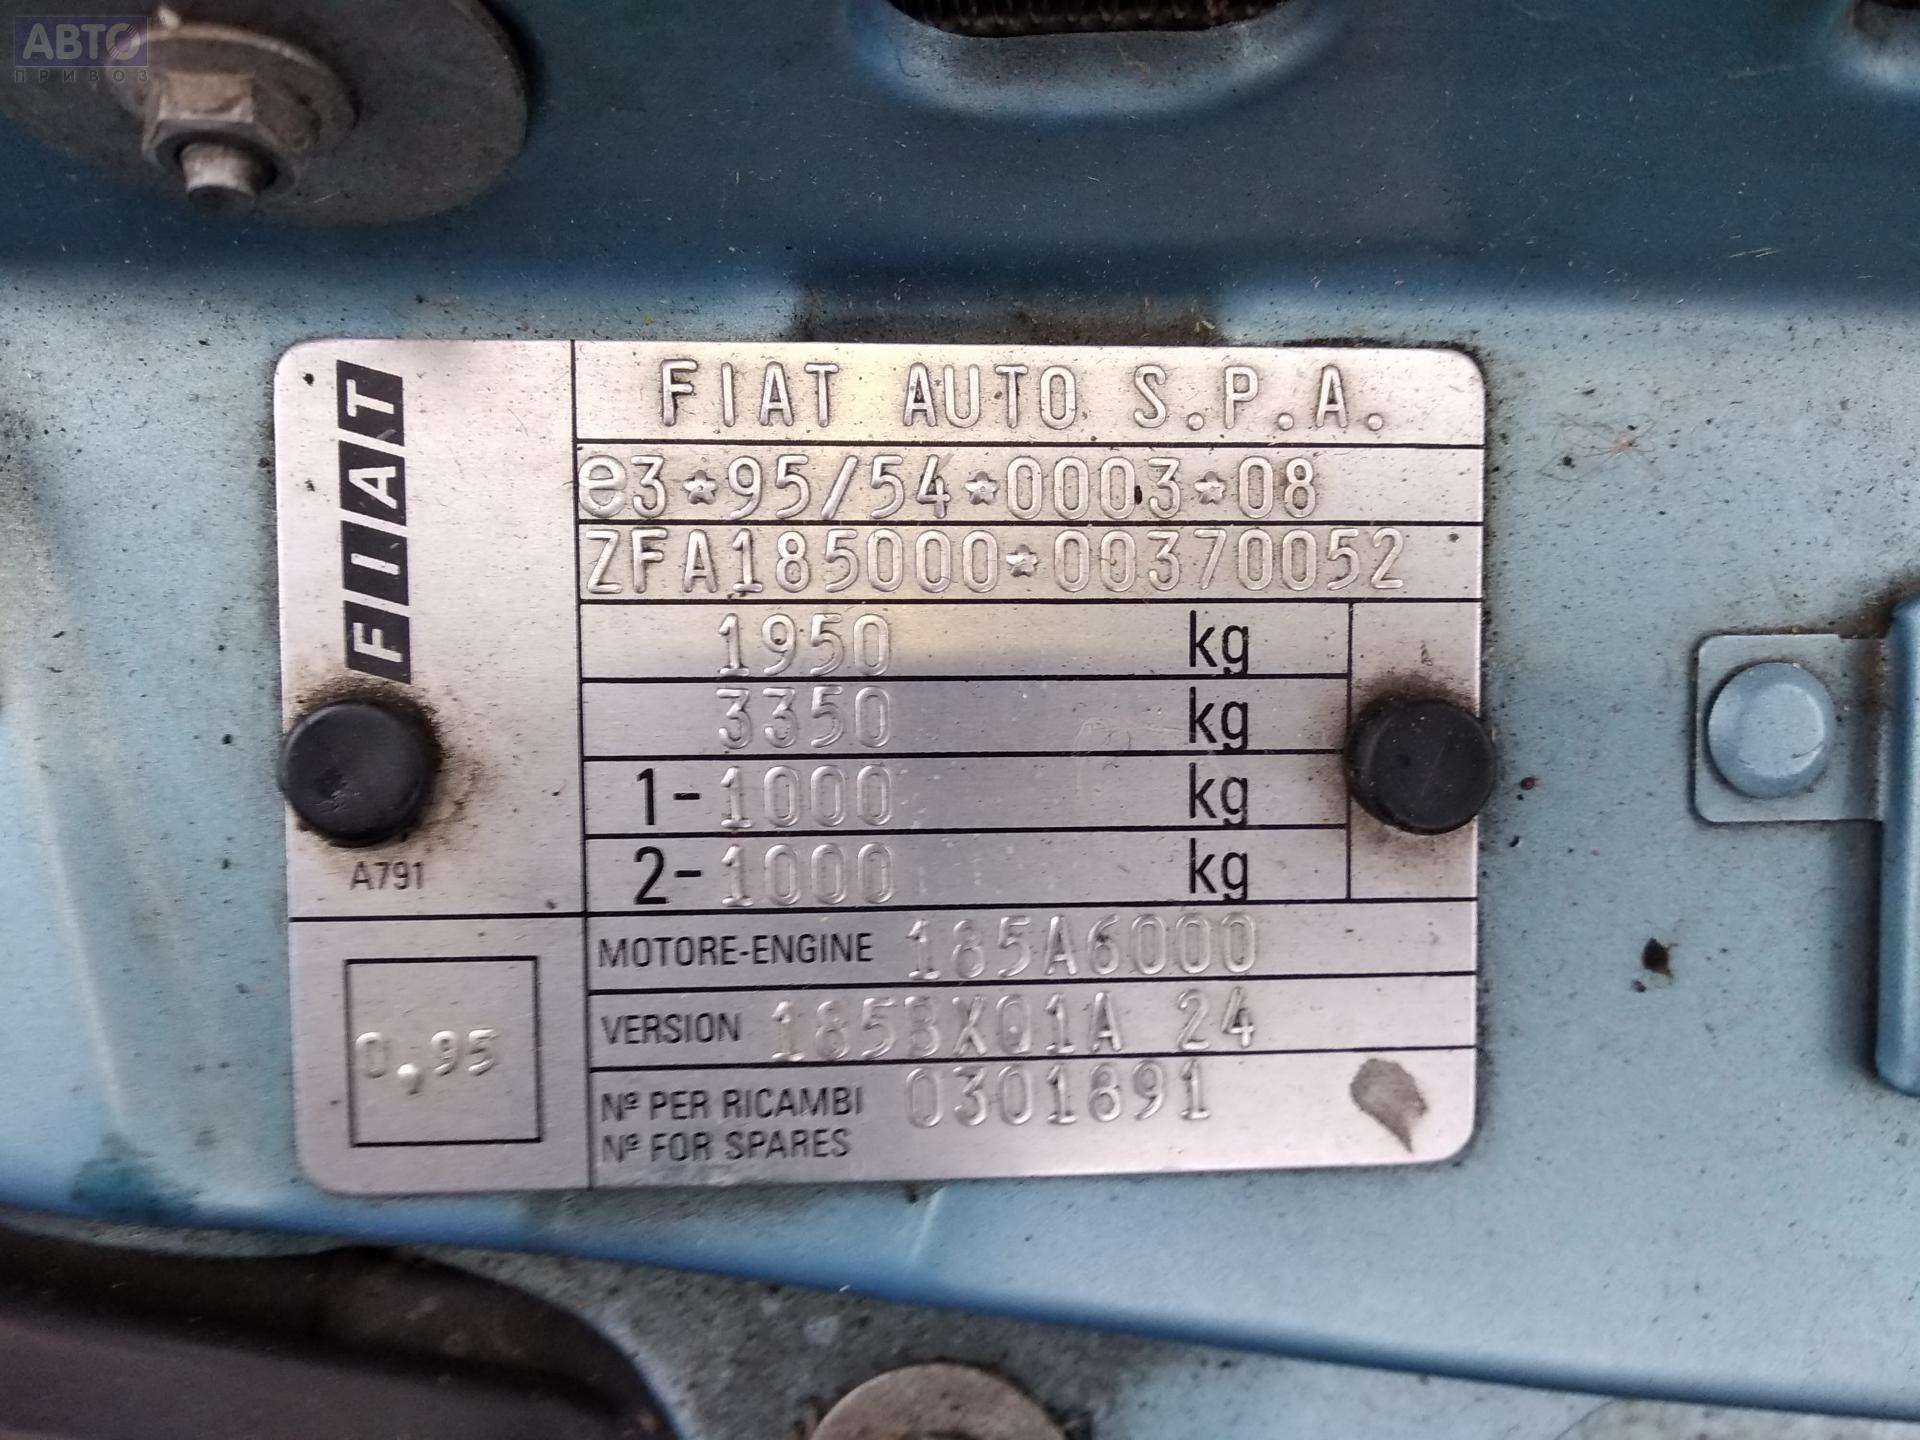 АВТО
ПРИВОЗ
FIAT
FIAT AUTO S.P.A.
e3*95/54*0003*08
ZFA185000*00370052
1950 kg
3350 kg
1-1000 kg
2-1000 kg
A791
MOTORE-ENGINE 185A6000
VERSION 185BX01A 24
0,95
Nº PER RICAMBI 0301891
Nº FOR SPARES